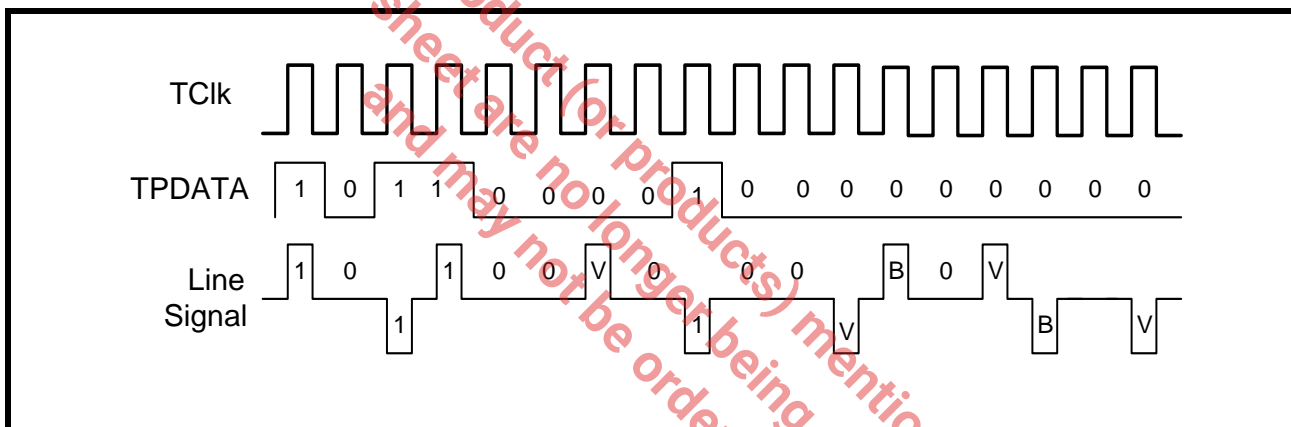 TClk
TPDATA 1 0 1 1 0 0 0 0 1 0 0 0 0 0 0 0 0 0
Line Signal 1 0 1 1 0 0 V 0 1 0 0 V B 0 V B V
product (or products) mentio
sheet are no longer being
and may not be orde